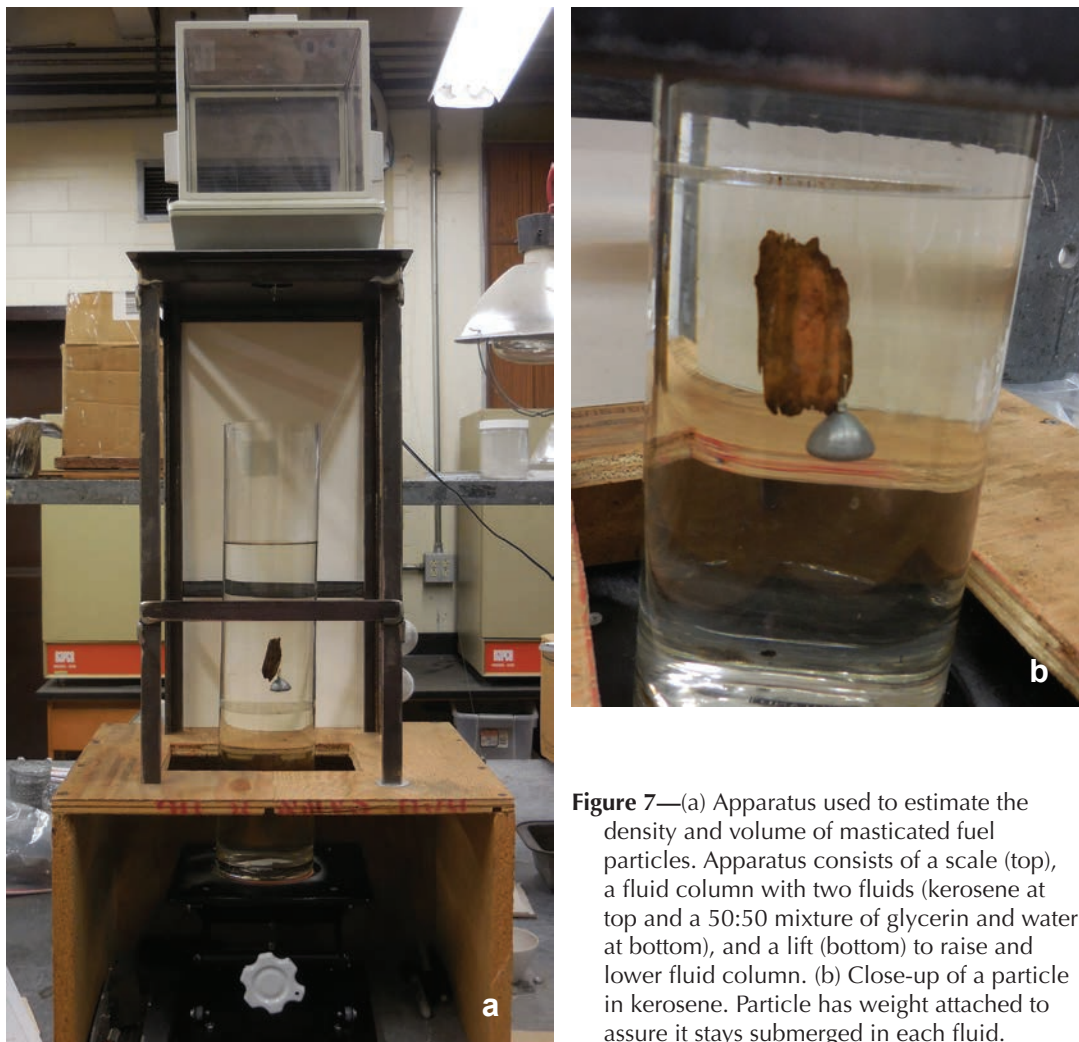 a
b
Figure 7—(a) Apparatus used to estimate the
density and volume of masticated fuel
particles. Apparatus consists of a scale (top),
a fluid column with two fluids (kerosene at
top and a 50:50 mixture of glycerin and water
at bottom), and a lift (bottom) to raise and
lower fluid column. (b) Close-up of a particle
in kerosene. Particle has weight attached to
assure it stays submerged in each fluid.